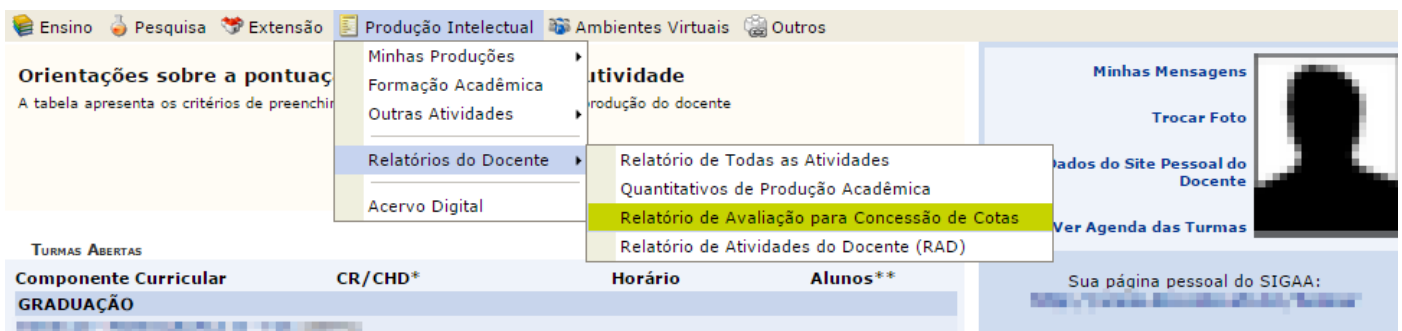 Ensino Pesquisa Extensão Produção Intelectual Ambientes Virtuais Outros
Minhas Produções
Formação Acadêmica
Outras Atividades
Relatórios do Docente
Acervo Digital
Relatório de Todas as Atividades
Quantitativos de Produção Acadêmica
Relatório de Avaliação para Concessão de Cotas
Relatório de Atividades do Docente (RAD)
Orientações sobre a
A tabela apresenta os critérios de
produção do docente
Minhas Mensagens
Trocar Foto
Dados do Site Pessoal do
Docente
Ver Agenda das Turmas
Sua página pessoal do SIGAA:
TURMAS ABERTAS
Componente Curricular CR/CHD* Horário Alunos**
GRADUAÇÃO